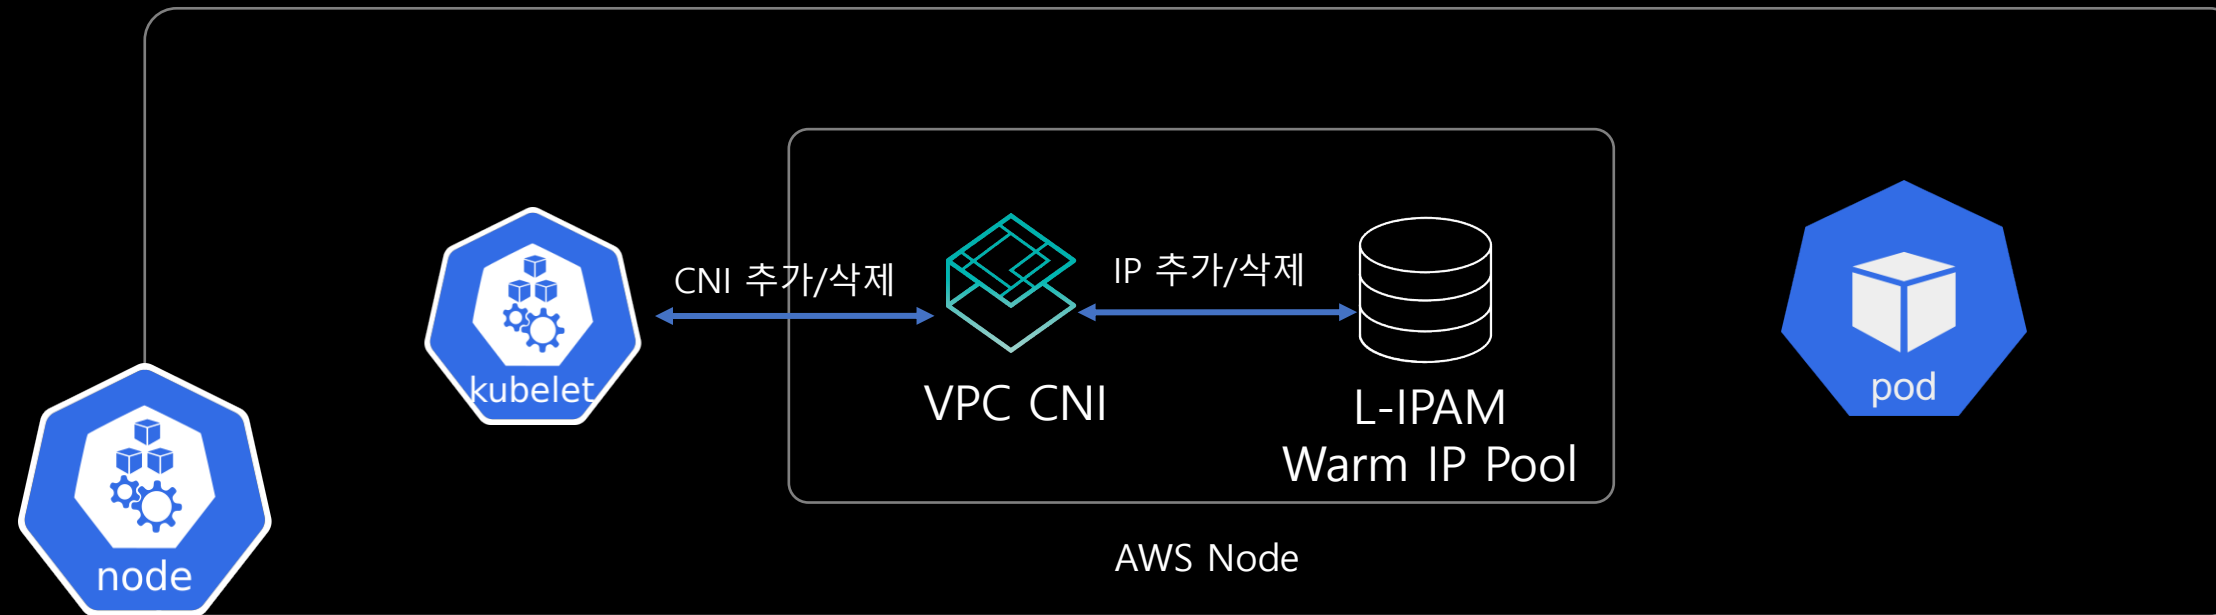 CNI 추가/삭제
IP 추가/삭제
kubelet
VPC CNI
L-IPAM
Warm IP Pool
pod
node
AWS Node